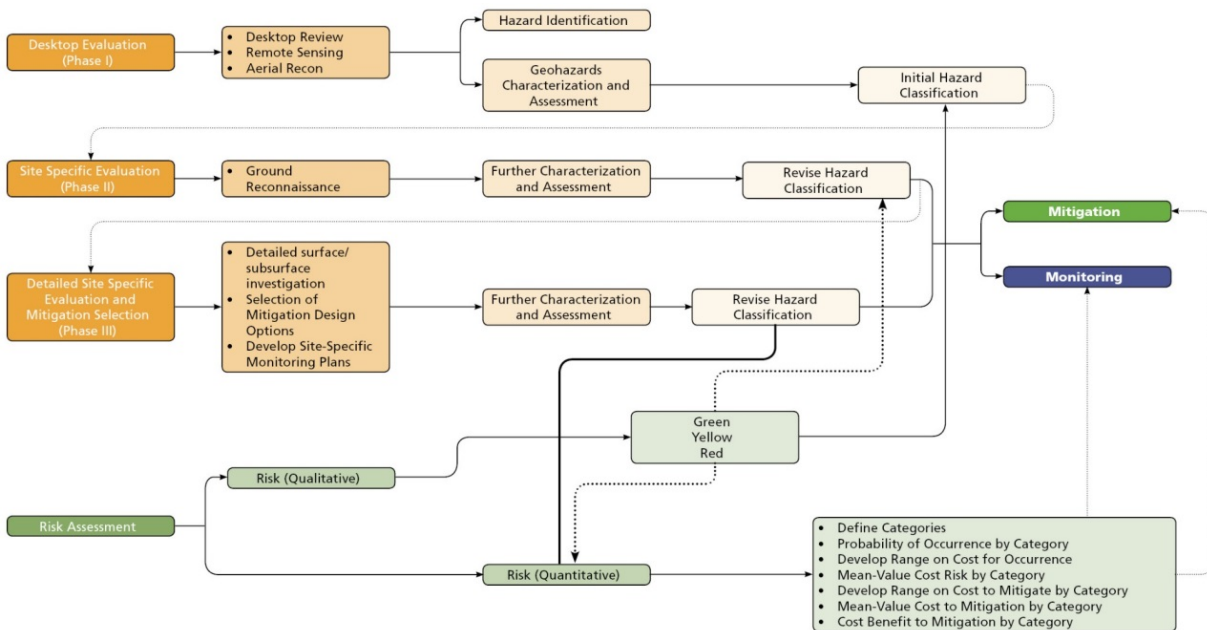 Desktop Evaluation
(Phase I)
• Desktop Review
• Remote Sensing
• Aerial Recon
Hazard Identification
Geohazards
Characterization and
Assessment
Initial Hazard
Classification
Site Specific Evaluation
(Phase II)
• Ground
Reconnaissance
Further Characterization
and Assessment
Revise Hazard
Classification
Mitigation
Monitoring
Detailed Site Specific
Evaluation and
Mitigation Selection
(Phase III)
• Detailed surface/
subsurface
investigation
• Selection of
Mitigation Design
Options
• Develop Site-Specific
Monitoring Plans
Further Characterization
and Assessment
Revise Hazard
Classification
Green
Yellow
Red
Risk (Qualitative)
Risk Assessment
Risk (Quantitative)
• Define Categories
• Probability of Occurrence by Category
• Develop Range on Cost for Occurrence
• Mean-Value Cost Risk by Category
• Develop Range on Cost to Mitigate by Category
• Mean-Value Cost to Mitigation by Category
• Cost Benefit to Mitigation by Category